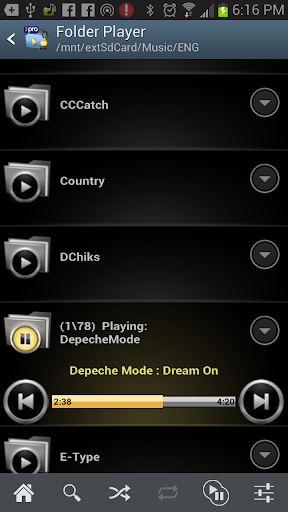 6:16 PM
pro
Folder Player
/mnt/extSdCard/Music/ENG
CCCatch
Country
DChiks
(1\78) Playing:
DepecheMode
Depeche Mode : Dream On
2:38 4:20
E-Type